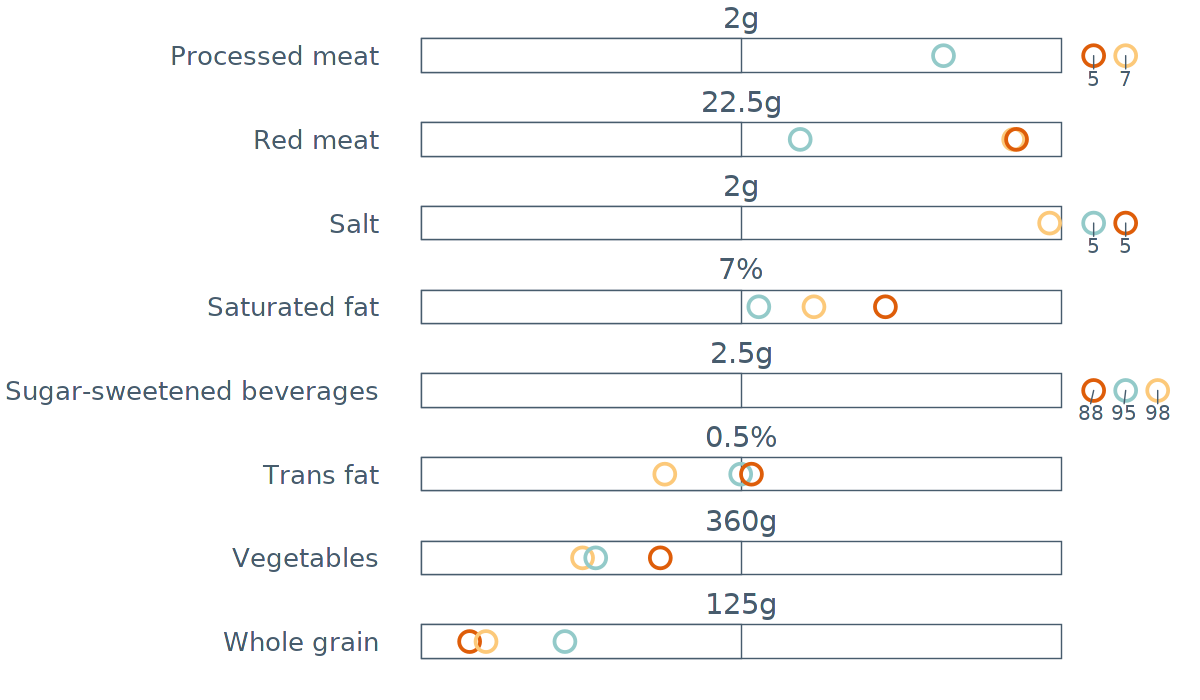 2g
Processed meat
5 7
22.5g
Red meat
2g
Salt
5 5
7%
Saturated fat
2.5g
Sugar-sweetened beverages
88 95 98
0.5%
Trans fat
360g
Vegetables
125g
Whole grain